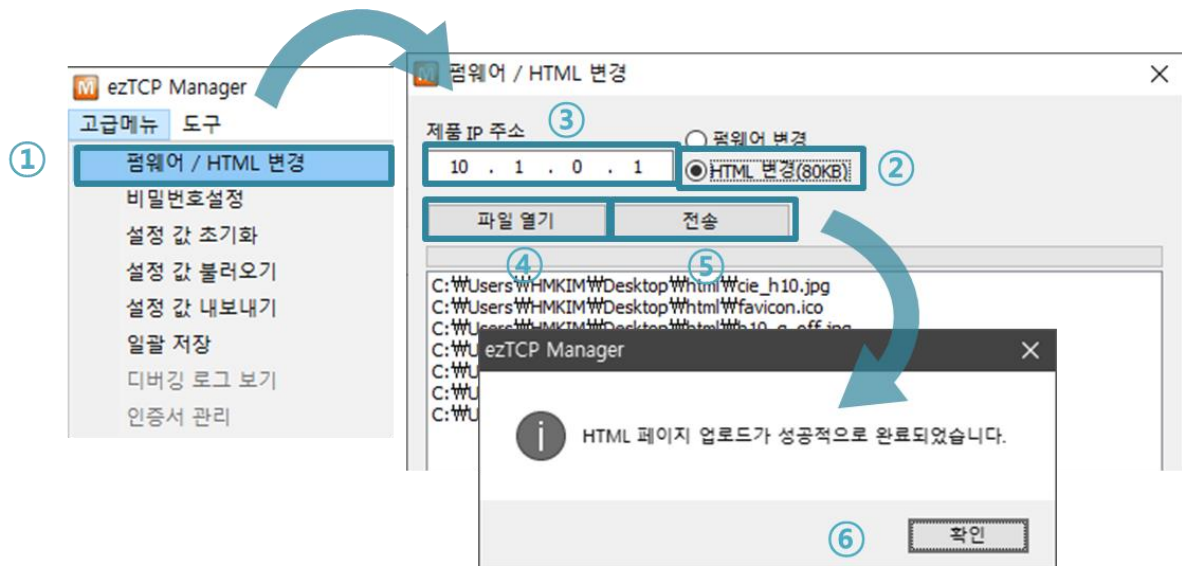 ezTCP Manager
고급메뉴 도구
①
펌웨어 / HTML 변경
비밀번호설정
설정 값 초기화
설정 값 불러오기
설정 값 내보내기
일괄 저장
디버깅 로그 보기
인증서 관리
펌웨어 / HTML 변경
제품 IP 주소
③
펌웨어 변경
10 . 1 . 0 . 1
HTML 변경(80KB)
②
파일 열기
전송
④
⑤
C:₩Users₩HMKIM₩Desktop₩html₩cie_h10.jpg
C:₩Users₩HMKIM₩Desktop₩html₩favicon.ico
C:₩Users₩HMKIM₩Desktop₩html₩h10_g_off.jpg
C:₩U
C:₩U
C:₩U
C:₩U
ezTCP Manager
HTML 페이지 업로드가 성공적으로 완료되었습니다.
⑥
확인